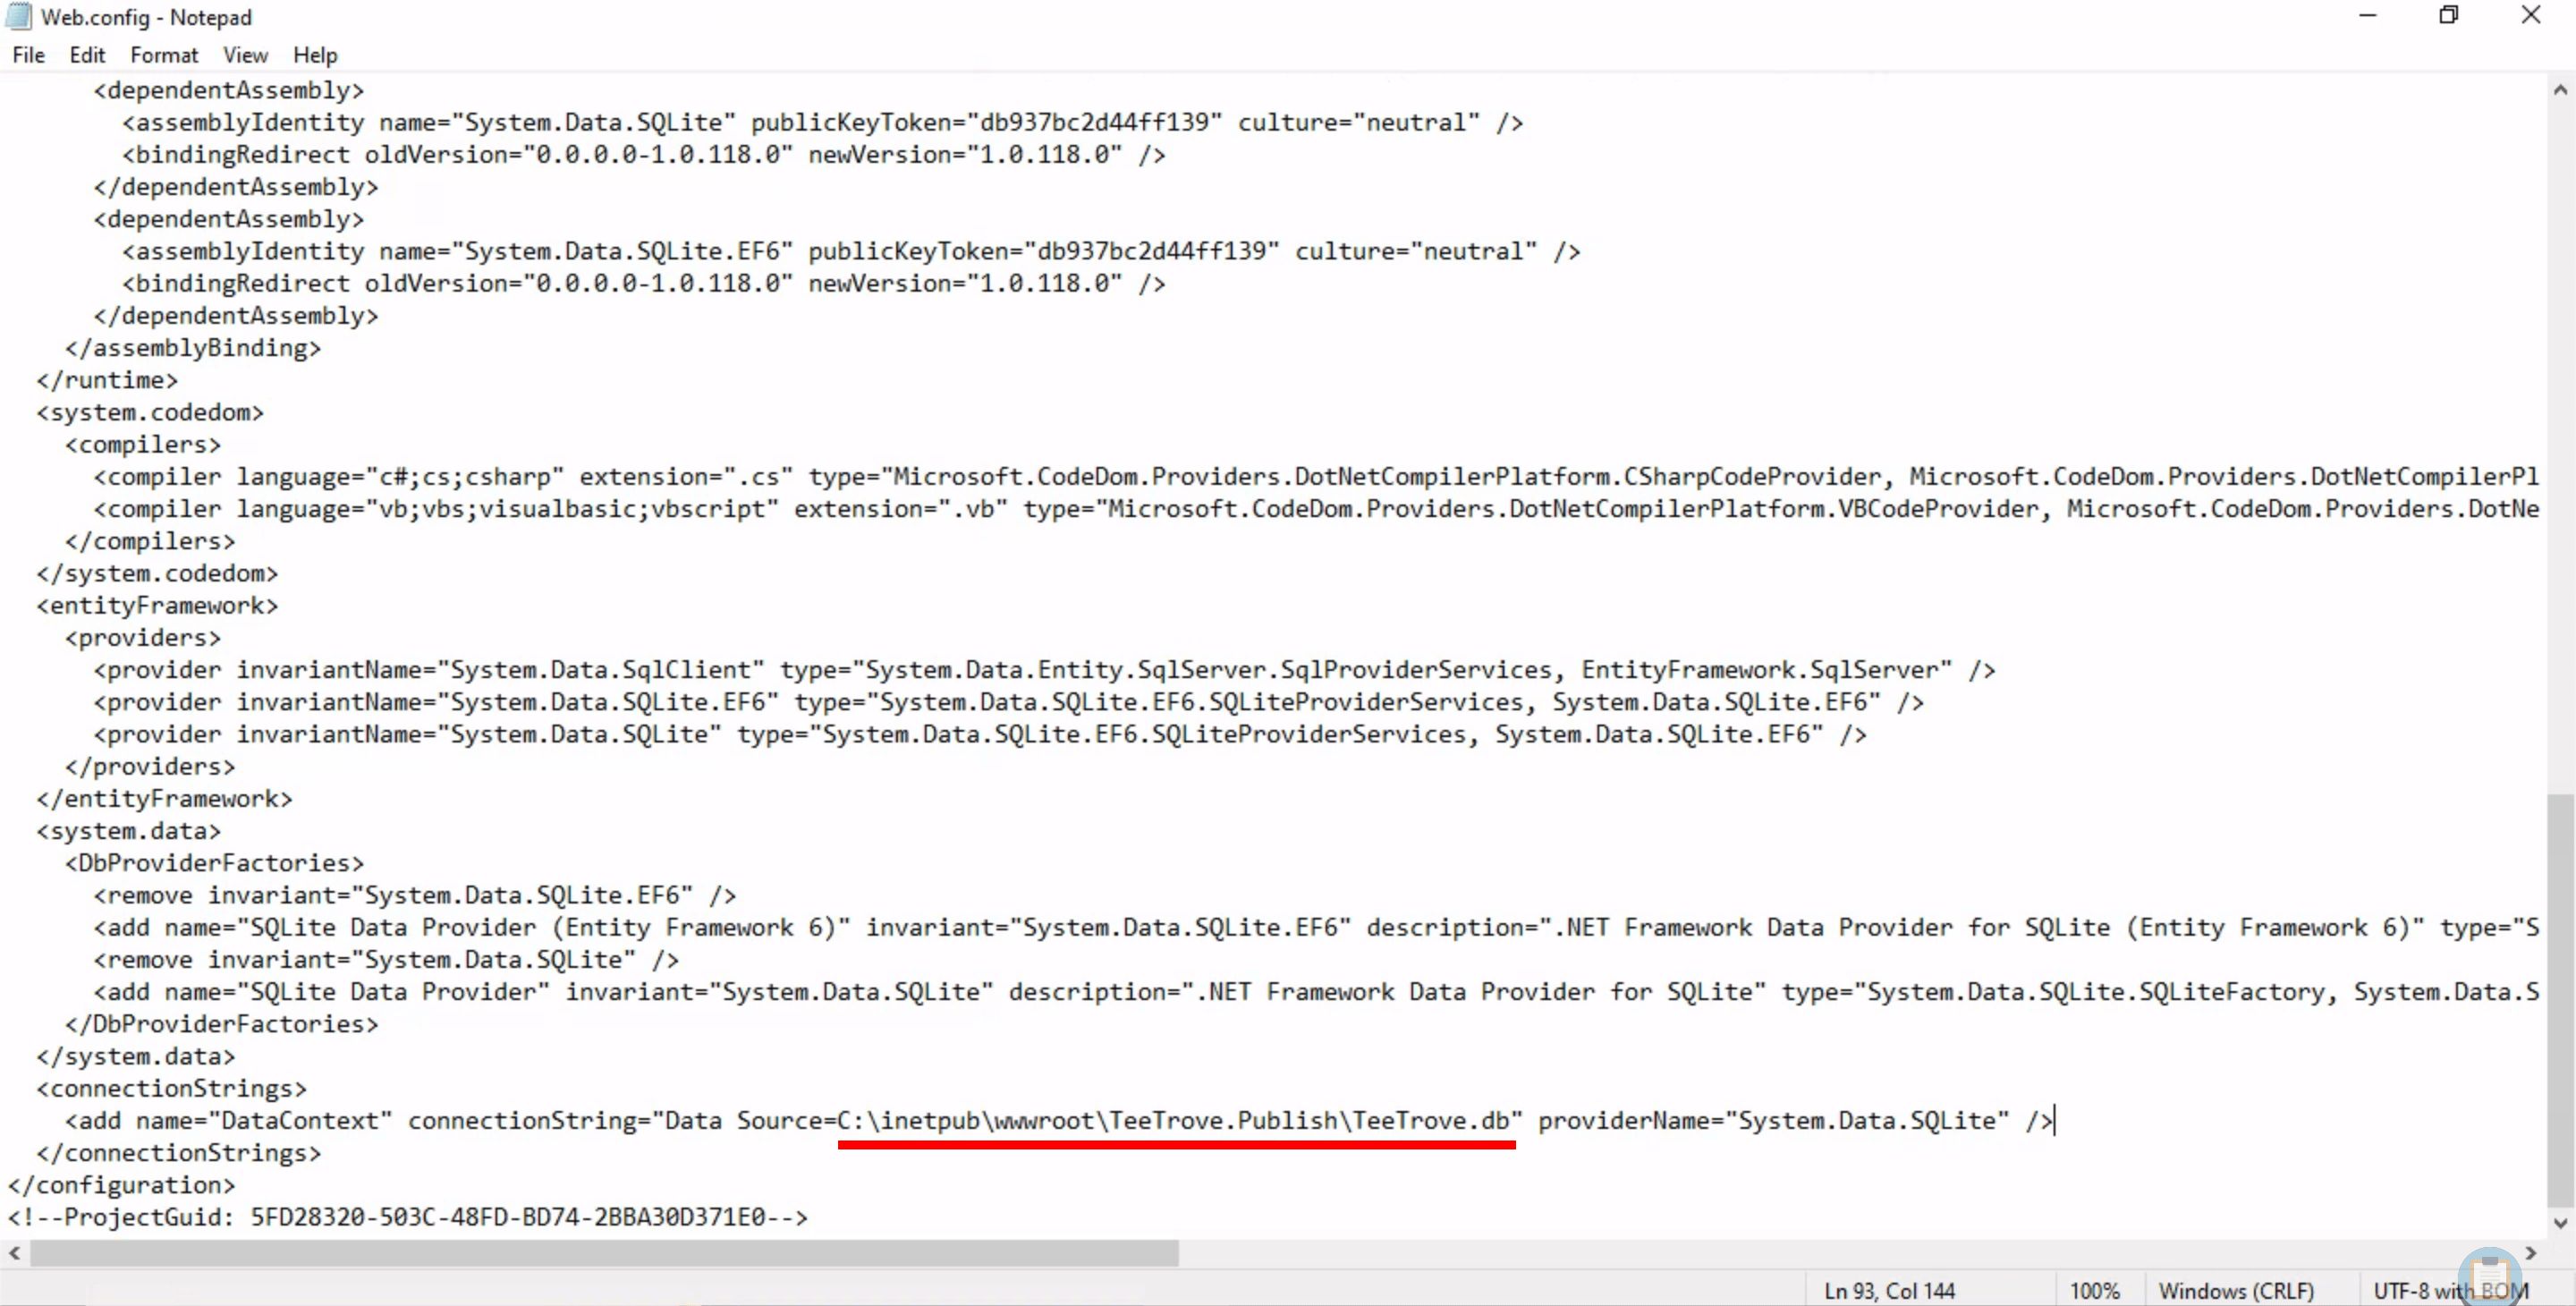 Web.config - Notepad
File Edit Format View Help
<dependentAssembly>
<assemblyIdentity name="System.Data.SQLite" publicKeyToken="db937bc2d44ff139" culture="neutral" />
<bindingRedirect oldVersion="0.0.0.0-1.0.118.0" newVersion="1.0.118.0" />
</dependentAssembly>
<dependentAssembly>
<assemblyIdentity name="System.Data.SQLite.EF6" publicKeyToken="db937bc2d44ff139" culture="neutral" />
<bindingRedirect oldVersion="0.0.0.0-1.0.118.0" newVersion="1.0.118.0" />
</dependentAssembly>
</assemblyBinding>
</runtime>
<system.codedom>
<compilers>
<compiler language="c#;cs;csharp" extension=".cs" type="Microsoft.CodeDom.Providers.DotNetCompilerPlatform.CSharpCodeProvider, Microsoft.CodeDom.Providers.DotNetCompilerPl
<compiler language="vb;vbs;visualbasic;vbscript" extension=".vb" type="Microsoft.CodeDom.Providers.DotNetCompilerPlatform.VBCodeProvider, Microsoft.CodeDom.Providers.DotNe
</compilers>
</system.codedom>
<entityFramework>
<providers>
<provider invariantName="System.Data.SqlClient" type="System.Data.Entity.SqlServer.SqlProviderServices, EntityFramework.SqlServer" />
<provider invariantName="System.Data.SQLite.EF6" type="System.Data.SQLite.EF6.SQLiteProviderServices, System.Data.SQLite.EF6" />
<provider invariantName="System.Data.SQLite" type="System.Data.SQLite.EF6.SQLiteProviderServices, System.Data.SQLite.EF6" />
</providers>
</entityFramework>
<system.data>
<DbProviderFactories>
<remove invariant="System.Data.SQLite.EF6" />
<add name="SQLite Data Provider (Entity Framework 6)" invariant="System.Data.SQLite.EF6" description=".NET Framework Data Provider for SQLite (Entity Framework 6)" type="S
<remove invariant="System.Data.SQLite" />
<add name="SQLite Data Provider" invariant="System.Data.SQLite" description=".NET Framework Data Provider for SQLite" type="System.Data.SQLite.SQLiteFactory, System.Data.S
</DbProviderFactories>
</system.data>
<connectionStrings>
<add name="DataContext" connectionString="Data Source=C:\inetpub\wwwroot\TeeTrove.Publish\TeeTrove.db" providerName="System.Data.SQLite" />
</connectionStrings>
</configuration>
<!--ProjectGuid: 5FD28320-503C-48FD-BD74-2BBA30D371E0-->
Ln 93, Col 144 100% Windows (CRLF) UTF-8 with BOM